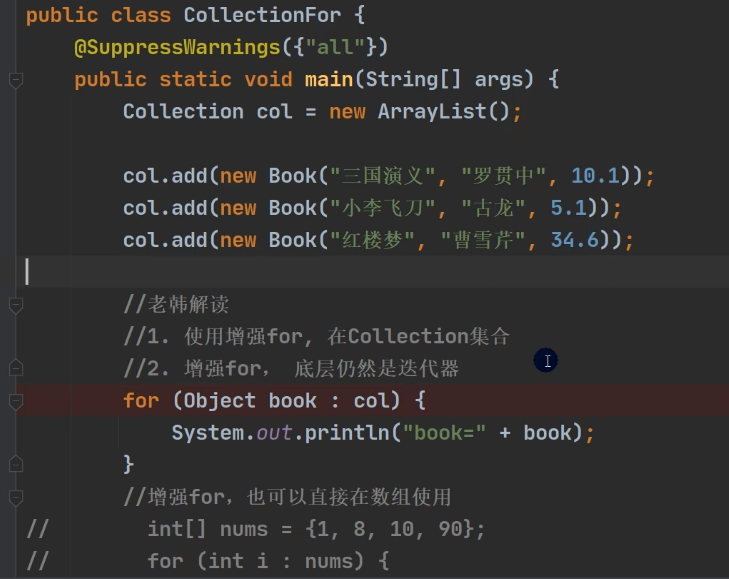 public class CollectionFor {
    @SuppressWarnings({"all"})
    public static void main(String[] args) {
        Collection col = new ArrayList();
        col.add(new Book("三国演义", "罗贯中", 10.1));
        col.add(new Book("小李飞刀", "古龙", 5.1));
        col.add(new Book("红楼梦", "曹雪芹", 34.6));
        //老韩解读
        //1. 使用增强for, 在Collection集合
        //2. 增强for， 底层仍然是迭代器
        for (Object book : col) {
            System.out.println("book=" + book);
        }
        //增强for，也可以直接在数组使用
//        int[] nums = {1, 8, 10, 90};
//        for (int i : nums) {